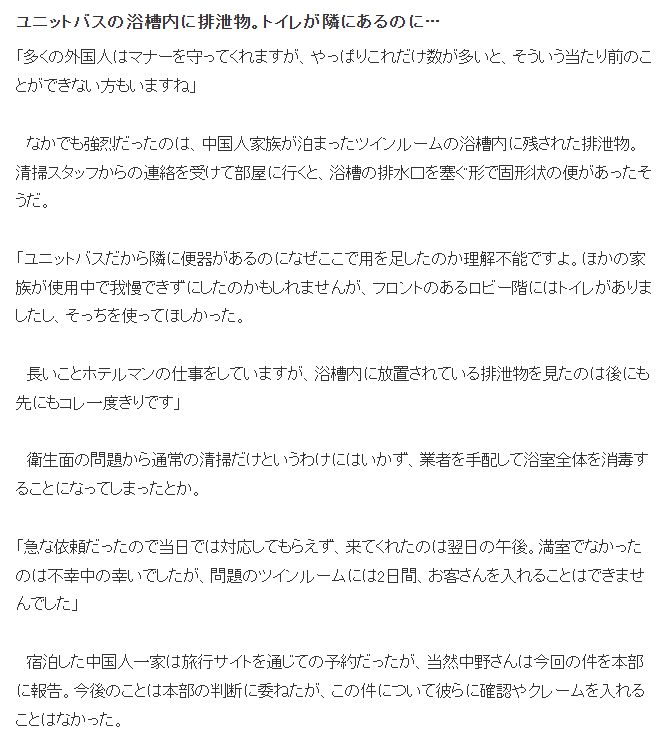 ユニットバスの浴槽内に排泄物。トイレが隣にあるのに…
「多くの外国人はマナーを守ってくれますが、やっぱりこれだけ数が多いと、そういう当たり前のこ
とができない方もいますね」
なかでも強烈だったのは、中国人家族が泊まったツインルームの浴槽内に残された排泄物。
清掃スタッフからの連絡を受けて部屋に行くと、浴槽の排水口を塞ぐ形で固形状の便があったそ
うだ。
「ユニットバスだから隣に便器があるのになぜここで用を足したのか理解不能ですよ。ほかの家
族が使用中で我慢できずにしたのかもしれませんが、フロントのあるロビー階にはトイレがありま
したし、そっちを使ってほしかった。
長いことホテルマンの仕事をしていますが、浴槽内に放置されている排泄物を見たのは後にも
先にもコレ一度きりです」
衛生面の問題から通常の清掃だけというわけにはいかず、業者を手配して浴室全体を消毒す
ることになってしまったとか。
「急な依頼だったので当日では対応してもらえず、来てくれたのは翌日の午後。満室でなかった
のは不幸中の幸いでしたが、問題のツインルームには2日間、お客さんを入れることはできませ
んでした」
宿泊した中国人一家は旅行サイトを通じての予約だったが、当然中野さんは今回の件を本部
に報告。今後のことは本部の判断に委ねたが、この件について彼らに確認やクレームを入れる
ことはなかった。